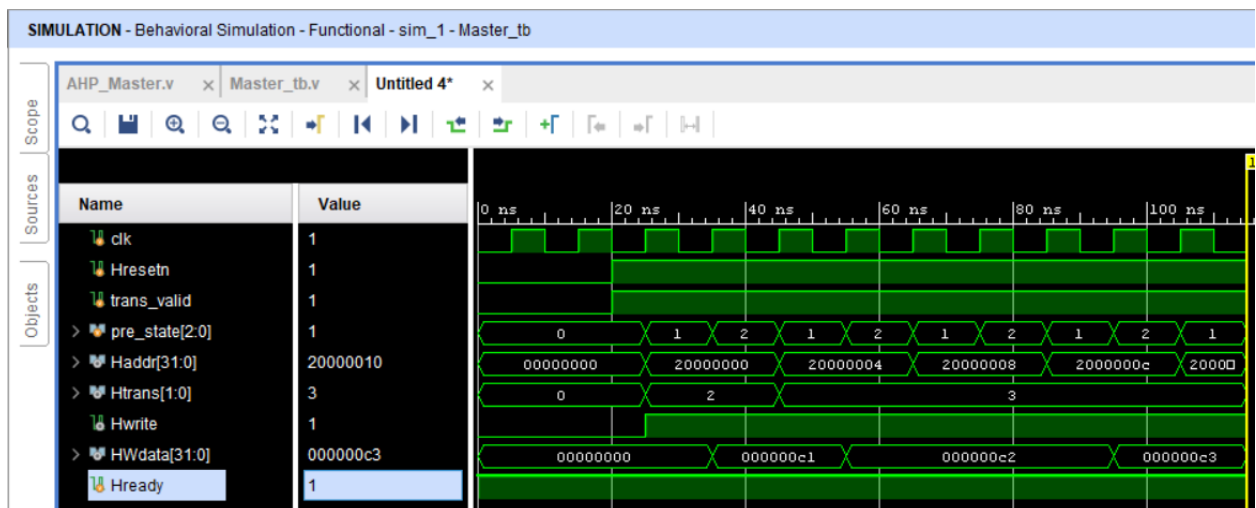 SIMULATION - Behavioral Simulation - Functional - sim_1 - Master_tb
AHP_Master.v × Master_tb.v × Untitled 4* ×
Scope
Sources
Objects
1
Name Value 0 ns 20 ns 40 ns 60 ns 80 ns 100 ns
clk 1
Hresetn 1
trans_valid 1
pre_state[2:0] 1 0 1 2 1 2 1 2 1 2 1
Haddr[31:0] 20000010 00000000 20000000 20000004 20000008 2000000c 2000
Htrans[1:0] 3 0 2 3
Hwrite 1
HWdata[31:0] 000000c3 00000000 000000c1 000000c2 000000c3
Hready 1